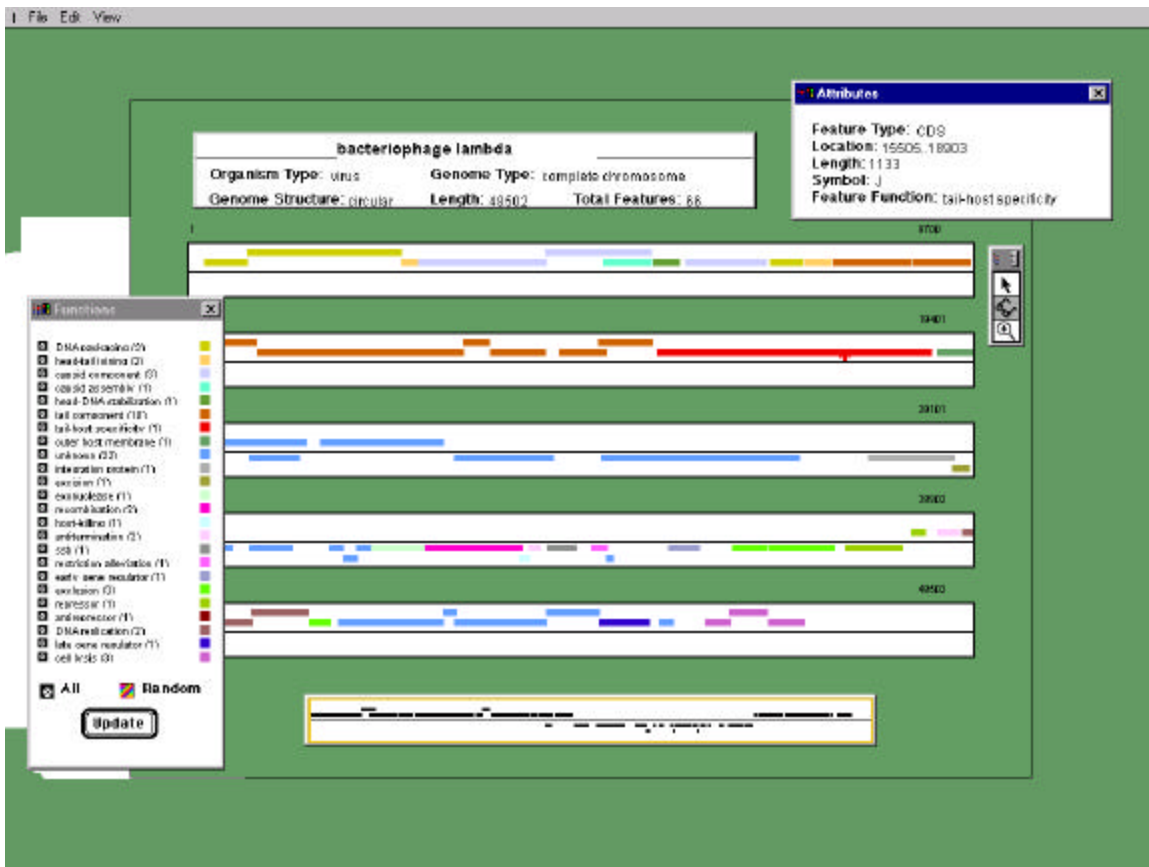 File Edit View
Attributes
Feature Type: CDS
Location: 15505..18903
Length: 1133
Symbol: J
Feature Function: tail-host specificity
bacteriophage lambda
Organism Type: virus Genome Type: complete chromosome
Genome Structure: circular Length: 48502 Total Features: 66
1 9700
19401
29101
38802
48502
Functions
DNA packaging (2)
head-tail joining (2)
capsid component (3)
capsid assembly (1)
head-DNA stabilization (1)
tail component (10)
tail-host specificity (1)
outer host membrane (1)
unknown (22)
integration protein (1)
excision (1)
exonuclease (1)
recombination (2)
host-killing (1)
antitermination (2)
ssb (1)
restriction alleviation (1)
early gene regulator (1)
exclusion (3)
repressor (1)
antirepressor (1)
DNA replication (2)
late gene regulator (1)
cell lysis (3)
All Random
Update